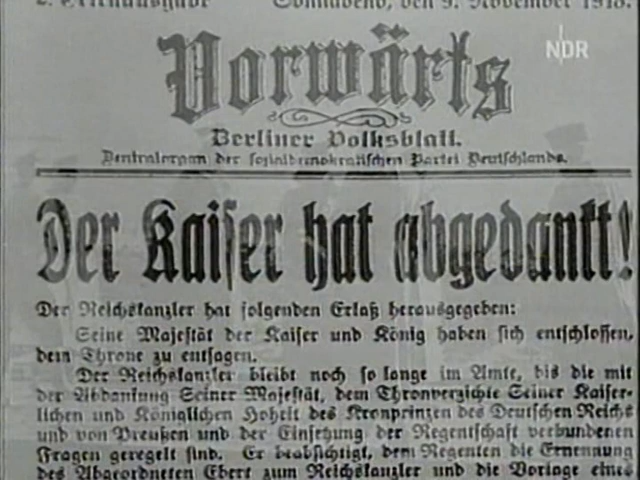 2. Extraausgabe Sonnabend, den 9. November 1918.
NDR
Vorwärts
Berliner Volksblatt.
Zentralorgan der sozialdemokratischen Partei Deutschlands.
Der Kaiser hat abgedankt!
Der Reichskanzler hat folgenden Erlaß herausgegeben:
Seine Majestät der Kaiser und König haben sich entschlossen,
dem Throne zu entsagen.
Der Reichskanzler bleibt noch so lange im Amte, bis die mit
der Abdankung Seiner Majestät, dem Thronverzichte Seiner Kaiser-
lichen und Königlichen Hoheit des Kronprinzen des Deutschen Reichs
und von Preußen und der Einsetzung der Regentschaft verbundenen
Fragen geregelt sind. Er beabsichtigt, dem Regenten die Ernennung
des Abgeordneten Ebert zum Reichskanzler und die Vorlage eines